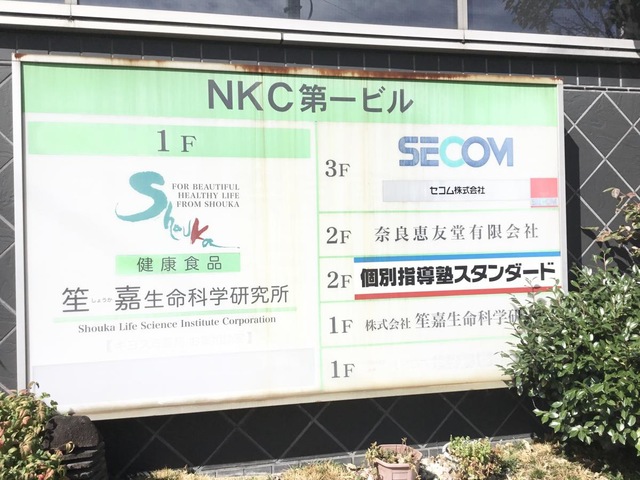 NKC第一ビル
1F
FOR BEAUTIFUL
HEALTHY LIFE
FROM SHOUKA
Shouka
健康食品
笙嘉生命科学研究所
しょうか
Shouka Life Science Institute Corporation
3F
SECOM
セコム株式会社
2F 奈良恵友堂有限会社
2F 個別指導塾スタンダード
1F 株式会社 笙嘉生命科学研
1F